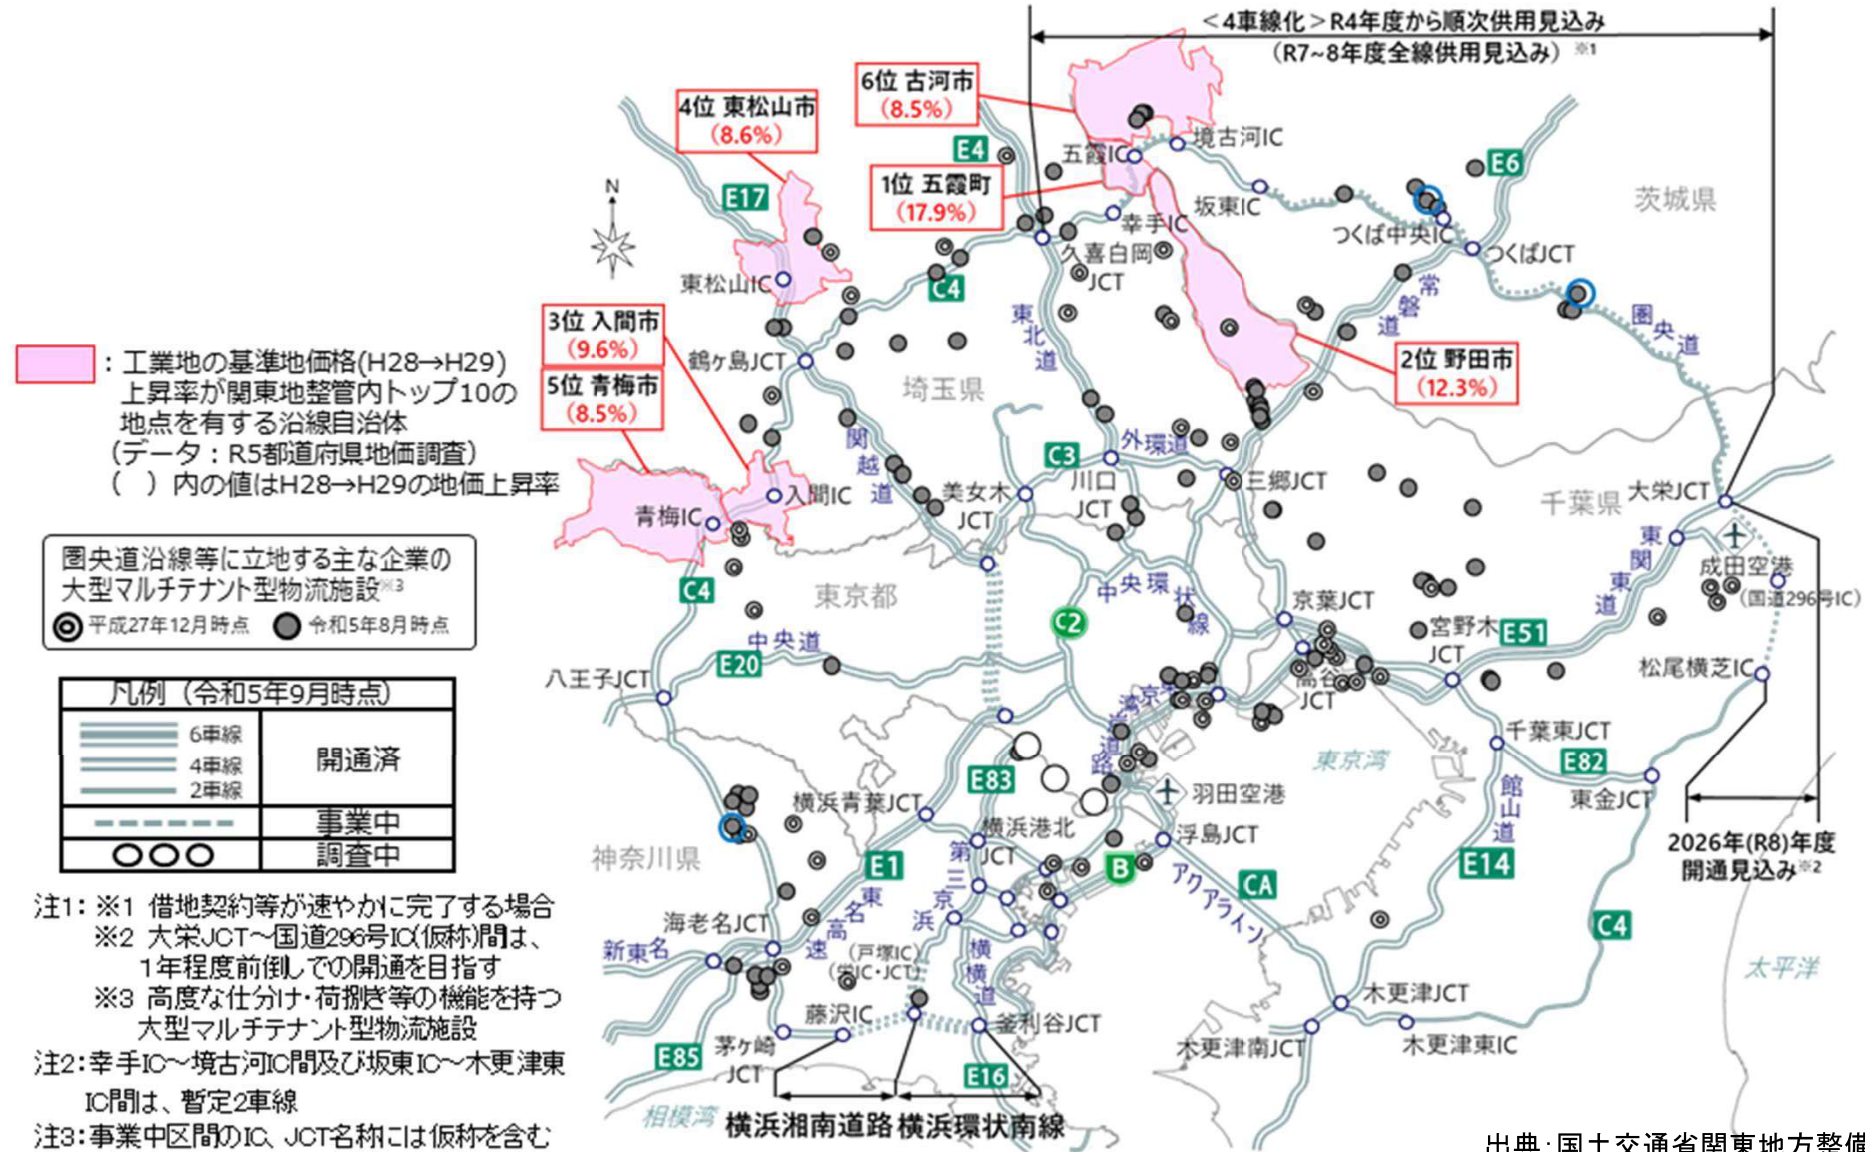 <4車線化>R4年度から順次供用見込み
(R7~8年度全線供用見込み) ※1
6位 古河市
(8.5%)
4位 東松山市
(8.6%)
1位 五霞町
(17.9%)
3位 入間市
(9.6%)
5位 青梅市
(8.5%)
2位 野田市
(12.3%)
N
E17
E4
E6
C4
茨城県
五霞IC
境古河IC
坂東IC
幸手IC
つくば中央IC
つくばJCT
久喜白岡
JCT
東松山IC
鶴ヶ島JCT
東北道
常磐道
圏央道
埼玉県
関越道
C3
外環道
川口
JCT
美女木
JCT
三郷JCT
入間IC
青梅IC
千葉県
大栄JCT
東関東道
成田空港
(国道296号IC)
松尾横芝IC
C4
東京都
中央環状線
C2
京葉JCT
宮野木
JCT
E51
高谷
JCT
中央道
E20
八王子JCT
湾岸道路
東京湾
千葉東JCT
E82
東金JCT
館山道
E14
E83
羽田空港
横浜青葉JCT
横浜港北
JCT
浮島JCT
B
CA
アクアライン
神奈川県
E1
東名高速
第三京浜
海老名JCT
新東名
(戸塚IC)
(栄IC・JCT)
横横道
藤沢IC
釜利谷JCT
茅ヶ崎
JCT
E85
E16
相模湾
横浜湘南道路
横浜環状南線
木更津JCT
木更津南JCT
木更津東IC
C4
太平洋
2026年(R8)年度
開通見込み※2
:工業地の基準地価格(H28→H29)
上昇率が関東地整管内トップ10の
地点を有する沿線自治体
(データ:R5都道府県地価調査)
( )内の値はH28→H29の地価上昇率
圏央道沿線等に立地する主な企業の
大型マルチテナント型物流施設※3
平成27年12月時点 令和5年8月時点
凡例(令和5年9月時点)
6車線
4車線
2車線
開通済
事業中
調査中
注1:※1 借地契約等が速やかに完了する場合
※2 大栄JCT~国道296号IC(仮称)間は、
1年程度前倒しでの開通を目指す
※3 高度な仕分け・荷捌き等の機能を持つ
大型マルチテナント型物流施設
注2:幸手IC~境古河IC間及び坂東IC~木更津東
IC間は、暫定2車線
注3:事業中区間のIC、JCT名称には仮称を含む
出典:国土交通省関東地方整備